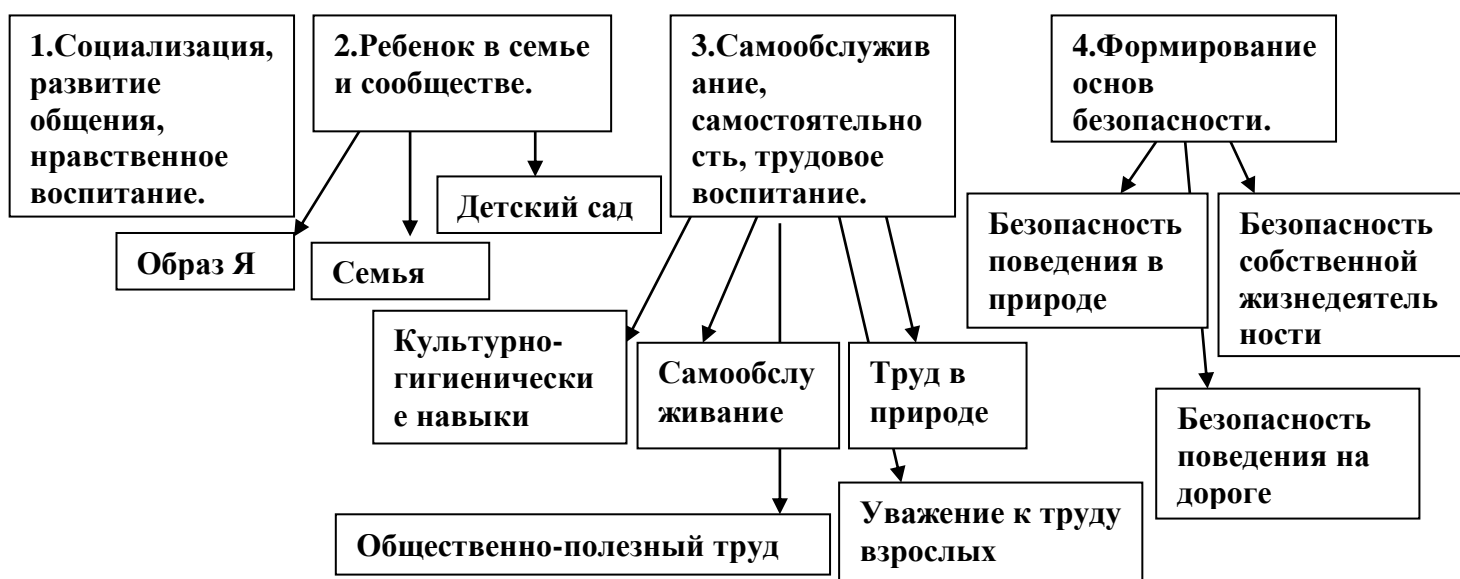 1.Социализация,
развитие
общения,
нравственное
воспитание.
2.Ребенок в семье
и сообществе.
3.Самообслужив
ание,
самостоятельно
сть, трудовое
воспитание.
4.Формирование
основ
безопасности.
Образ Я
Семья
Детский сад
Культурно-
гигиенически
е навыки
Самообслу
живание
Труд в
природе
Общественно-полезный труд
Уважение к труду
взрослых
Безопасность
поведения в
природе
Безопасность
собственной
жизнедеятель
ности
Безопасность
поведения на
дороге